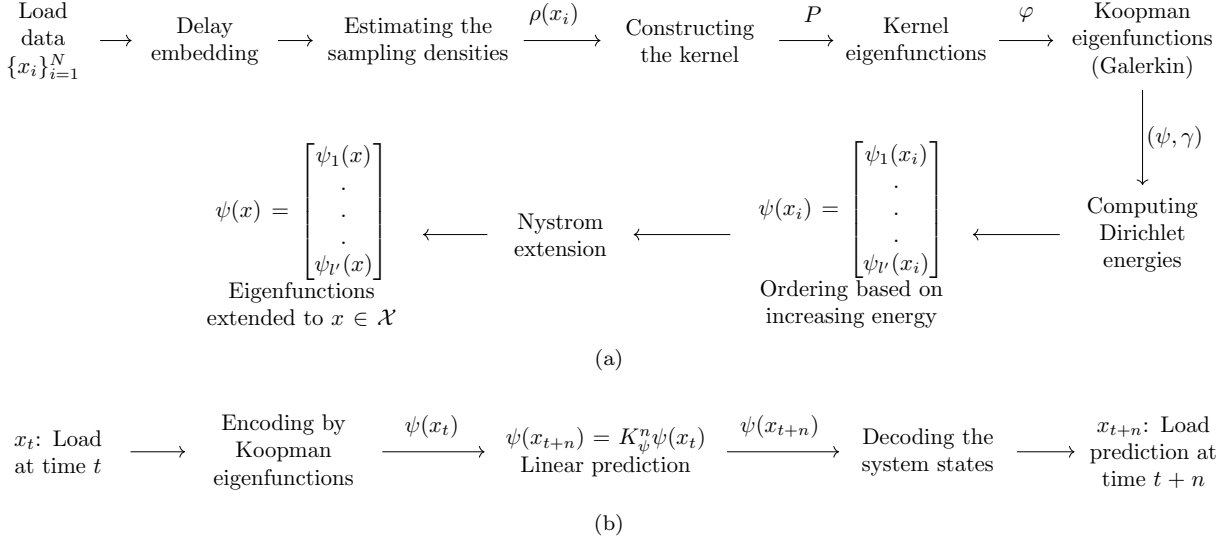 Load
data
{x_i}_{i=1}^N
Delay
embedding
Estimating the
sampling densities
ρ(x_i)
Constructing
the kernel
P
Kernel
eigenfunctions
φ
Koopman
eigenfunctions
(Galerkin)
(ψ, γ)
Computing
Dirichlet
energies
ψ(x_i) =
ψ_1(x_i)
.
.
.
ψ_{l'}(x_i)
Ordering based on
increasing energy
Nystrom
extension
ψ(x) =
ψ_1(x)
.
.
.
ψ_{l'}(x)
Eigenfunctions
extended to x ∈ 𝒳
(a)
x_t: Load
at time t
Encoding by
Koopman
eigenfunctions
ψ(x_t)
ψ(x_{t+n}) = K_ψ^n ψ(x_t)
Linear prediction
ψ(x_{t+n})
Decoding the
system states
x_{t+n}: Load
prediction at
time t + n
(b)